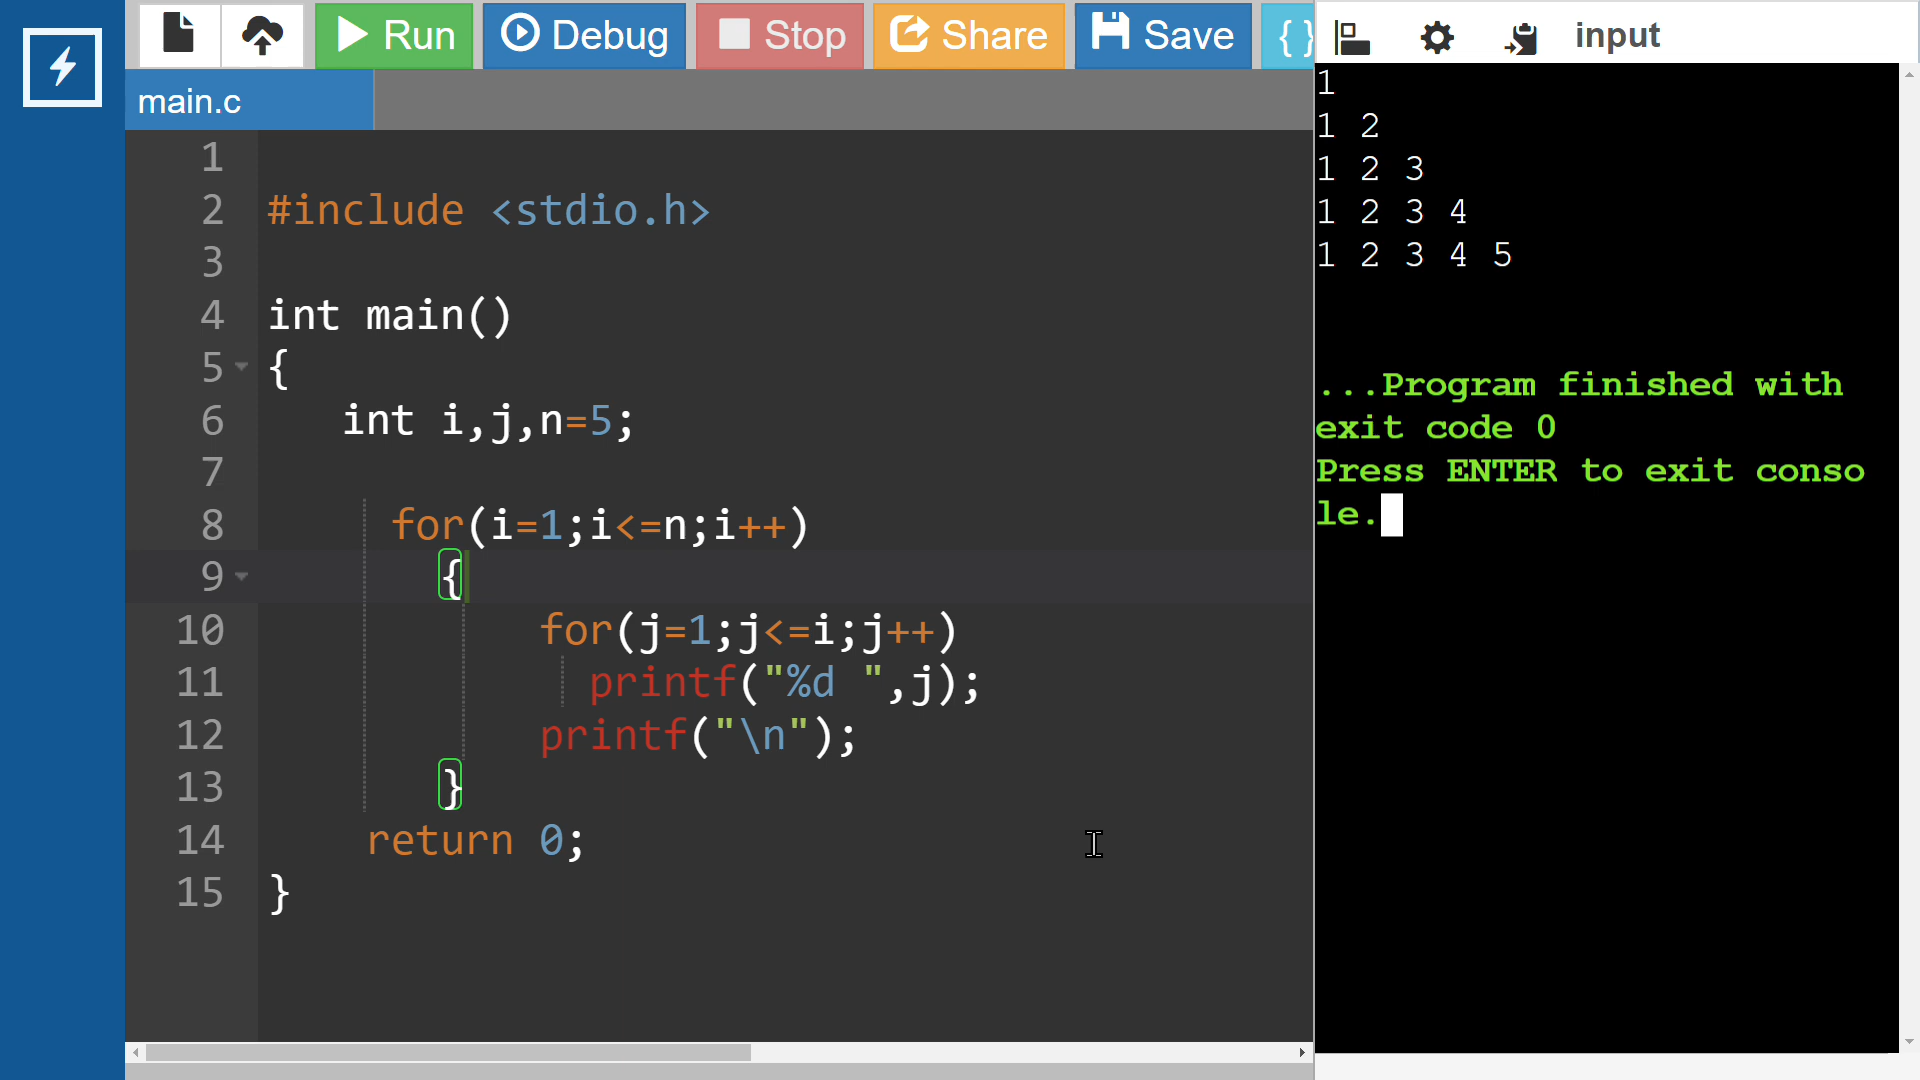 Run Debug Stop Share Save { }
main.c
1
2 #include <stdio.h>
3
4 int main()
5 {
6 int i,j,n=5;
7
8 for(i=1;i<=n;i++)
9 {
10 for(j=1;j<=i;j++)
11 printf("%d ",j);
12 printf("\n");
13 }
14 return 0;
15 }
input
1
1 2
1 2 3
1 2 3 4
1 2 3 4 5
...Program finished with
exit code 0
Press ENTER to exit conso
le.